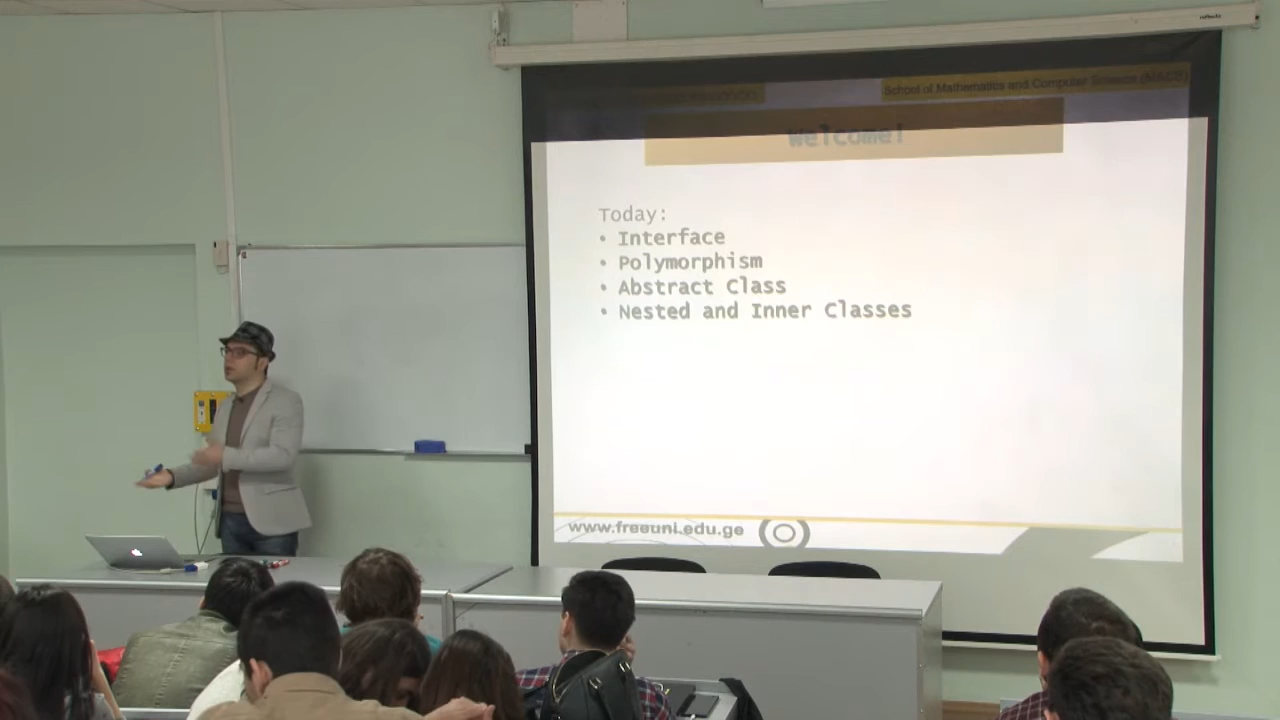 School of Mathematics and Computer Science (MACS)
Welcome!
Today:
• Interface
• Polymorphism
• Abstract Class
• Nested and Inner Classes
www.freeuni.edu.ge